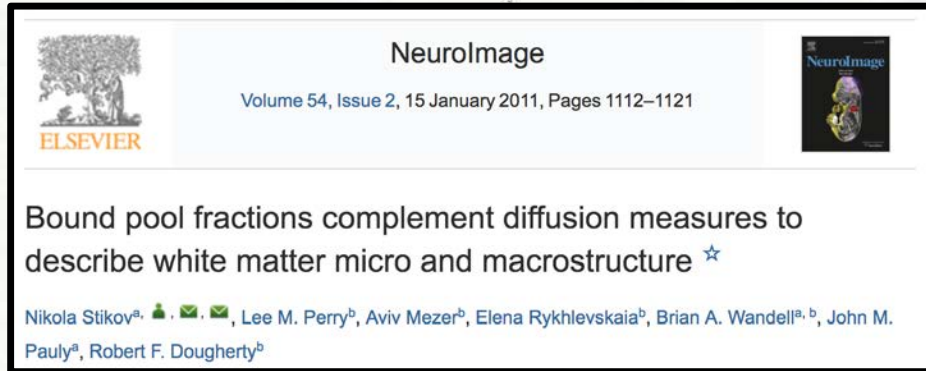 NeuroImage
Volume 54, Issue 2, 15 January 2011, Pages 1112–1121
ELSEVIER
NeuroImage
Bound pool fractions complement diffusion measures to
describe white matter micro and macrostructure ☆
Nikola Stikovᵃ, , , Lee M. Perryᵇ, Aviv Mezerᵇ, Elena Rykhlevskaiaᵇ, Brian A. Wandellᵃ, ᵇ, John M.
Paulyᵃ, Robert F. Doughertyᵇ